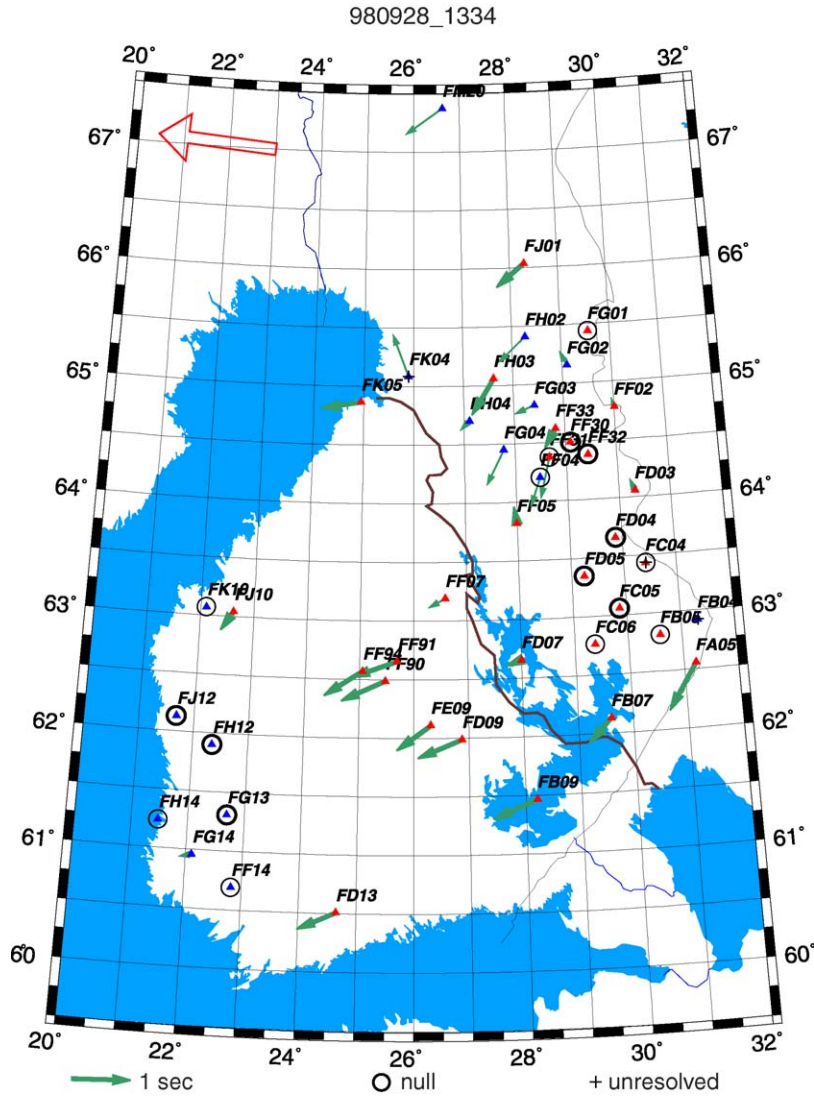 980928_1334
20° 22° 24° 26° 28° 30° 32°
FM20
67° 67°
66° FJ01 66°
FH02 FG01
FG02
FK04 FH03
65° FK05 FG03 FF02 65°
FH04 FF33
FG04 FF30
FF31 FF32
FF04
FD03
64° FF05 64°
FD04
FD05 FC04
FK10 FJ10 FF07 FC05
63° FB05 FB04 63°
FC06
FF91 FD07 FA05
FF94 FF90
FJ12 FE09 FB07
62° FH12 FD09 62°
FB09
FH14 FG13
61° FG14 61°
FF14 FD13
60° 60°
20° 22° 24° 26° 28° 30° 32°
1 sec null + unresolved